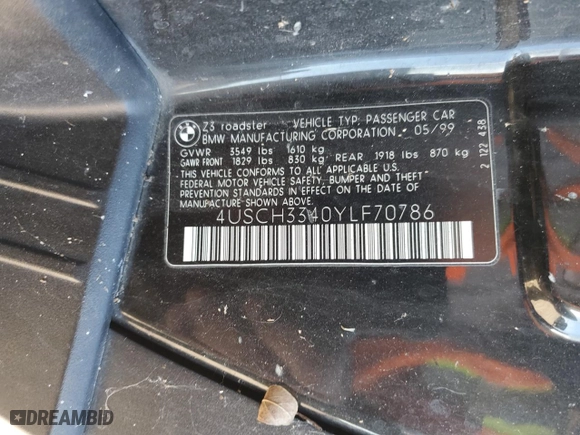 BMW
Z3 roadster VEHICLE TYP: PASSENGER CAR
BMW MANUFACTURING CORPORATION. 05/99
GVWR 3549 lbs 1610 kg
GAWR FRONT 1829 lbs 830 kg REAR 1918 lbs 870 kg
THIS VEHICLE CONFORMS TO ALL APPLICABLE U.S.
FEDERAL MOTOR VEHICLE SAFETY, BUMPER AND THEFT
PREVENTION STANDARDS IN EFFECT ON THE DATE OF
MANUFACTURE SHOWN ABOVE.
4USCH3340YLF70786
2 122 438
DREAMBID